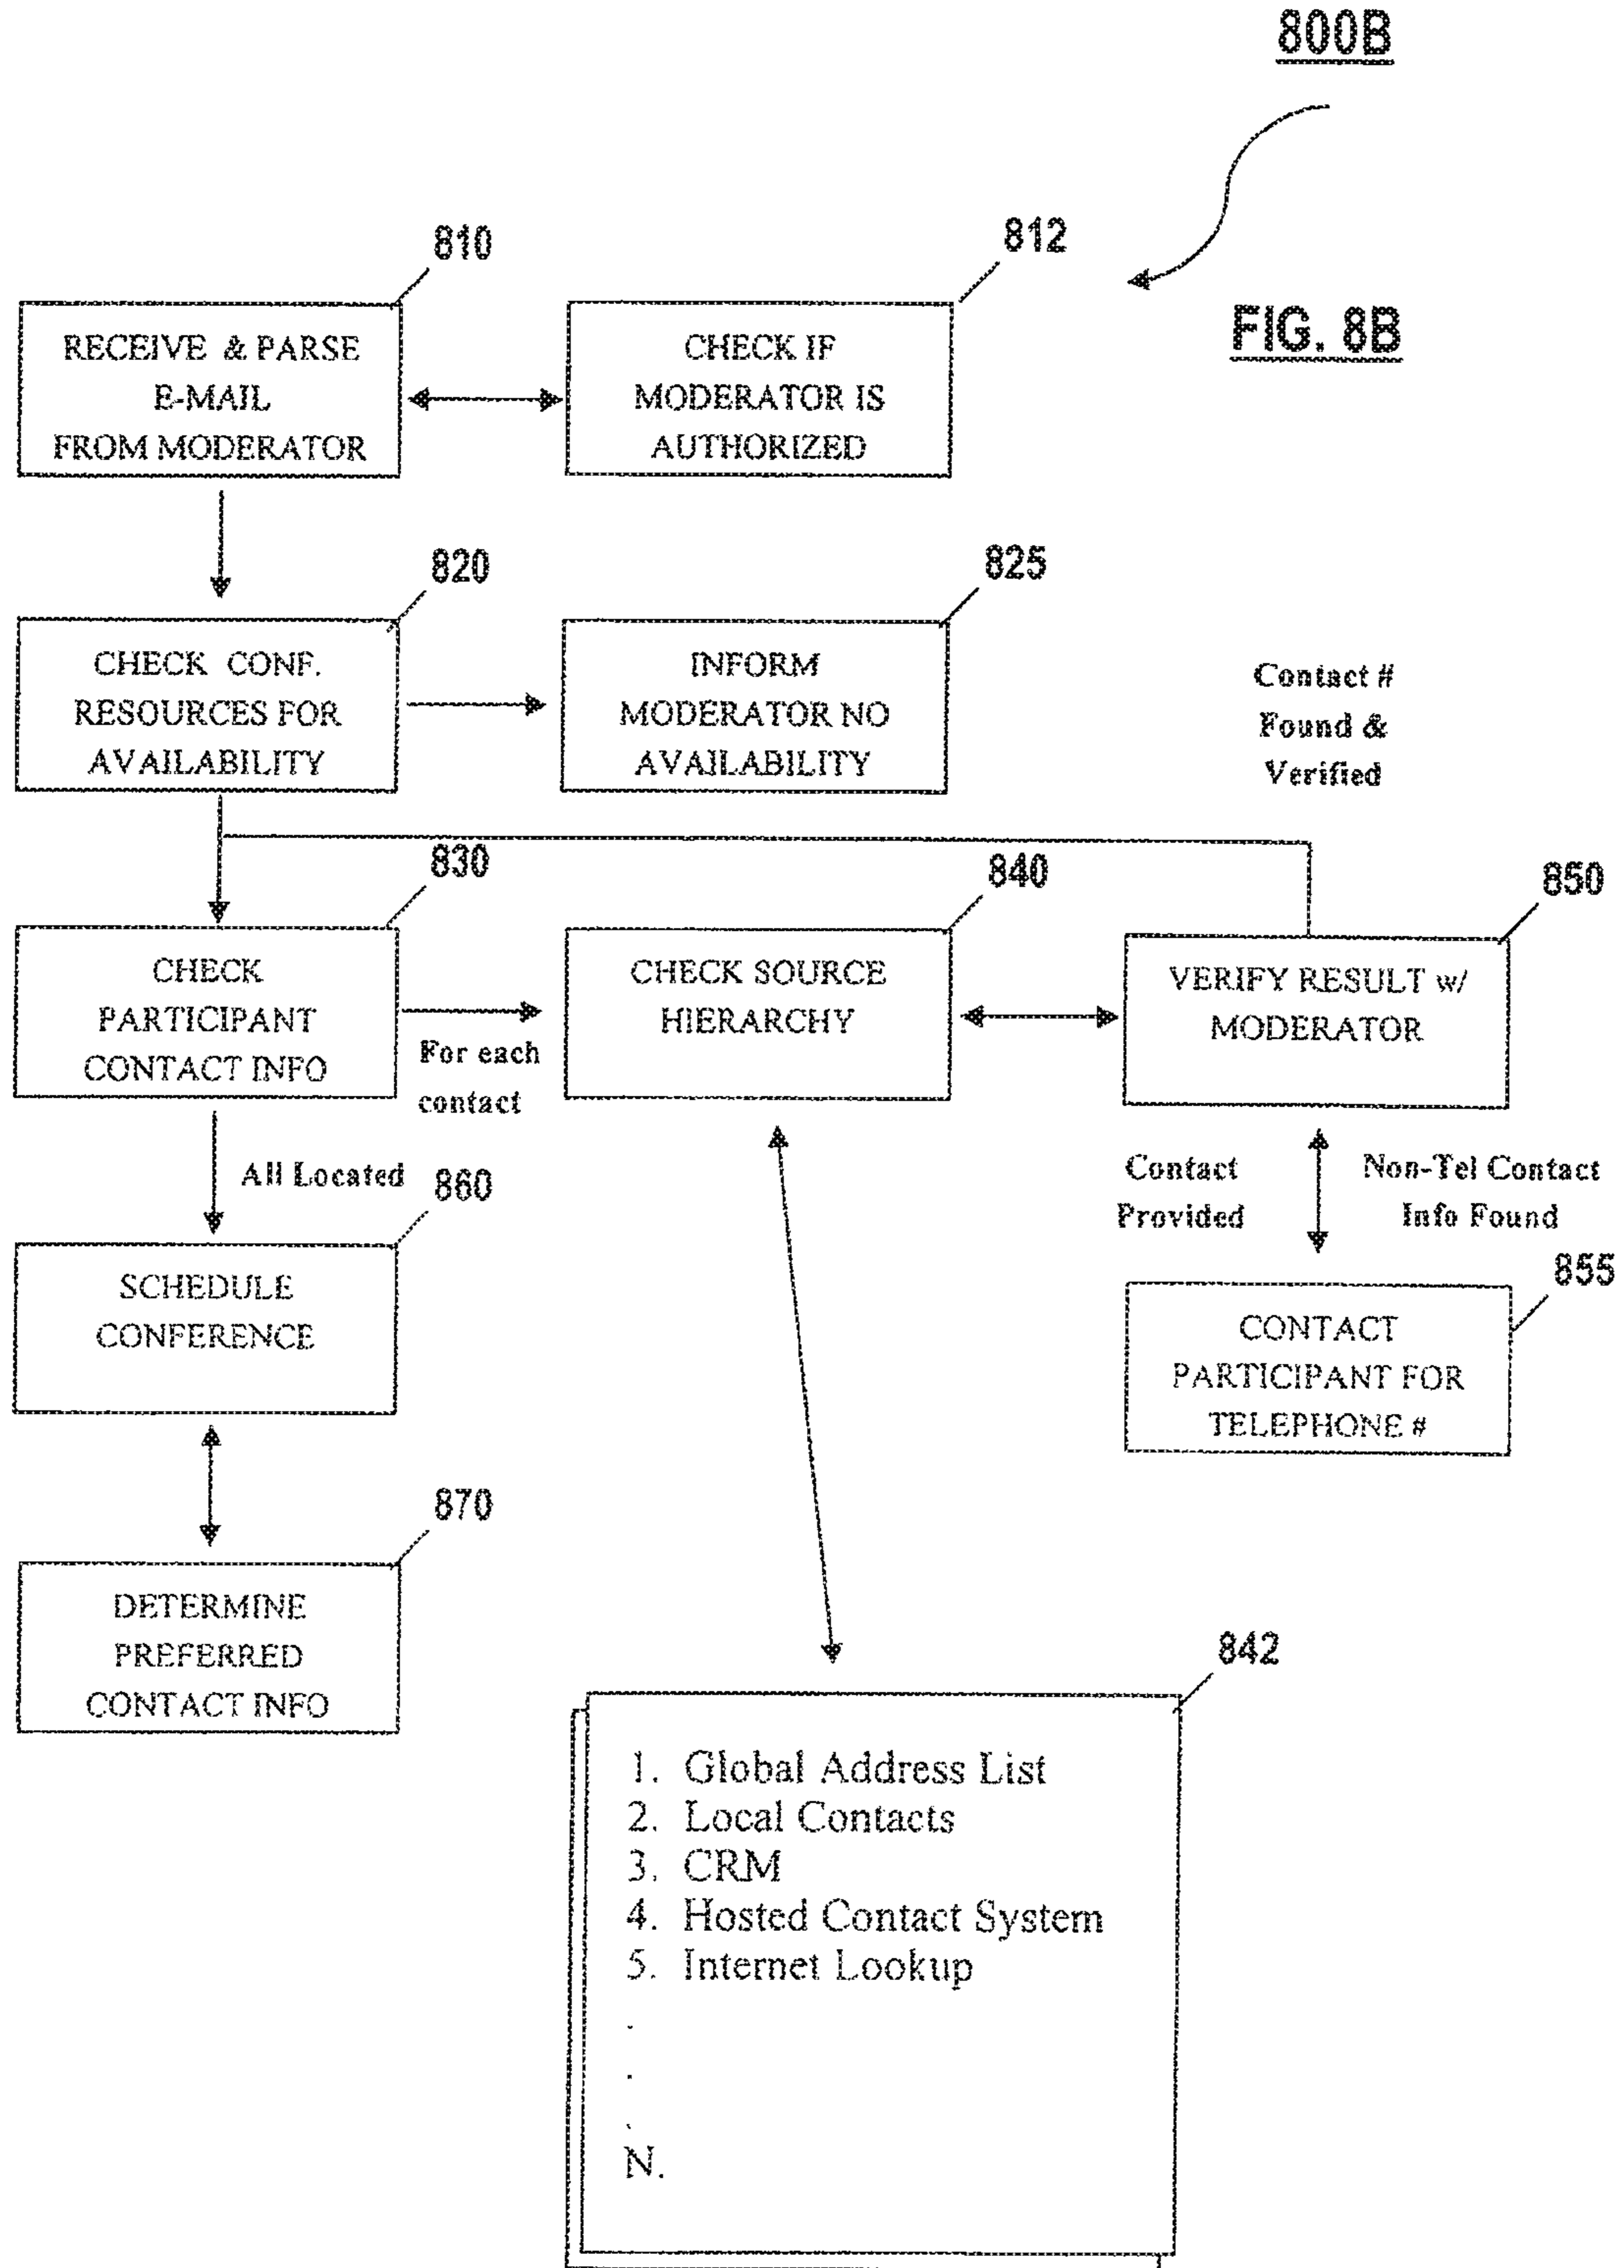 800B
810
812
RECEIVE & PARSE
E-MAIL
FROM MODERATOR
CHECK IF
MODERATOR IS
AUTHORIZED
FIG. 8B
820
825
CHECK CONF.
RESOURCES FOR
AVAILABILITY
INFORM
MODERATOR NO
AVAILABILITY
Contact #
Found &
Verified
830
840
850
CHECK
PARTICIPANT
CONTACT INFO
For each
contact
CHECK SOURCE
HIERARCHY
VERIFY RESULT w/
MODERATOR
All Located
Contact
Provided
Non-Tel Contact
Info Found
860
855
SCHEDULE
CONFERENCE
CONTACT
PARTICIPANT FOR
TELEPHONE #
870
DETERMINE
PREFERRED
CONTACT INFO
842
1. Global Address List
2. Local Contacts
3. CRM
4. Hosted Contact System
5. Internet Lookup
.
.
.
N.